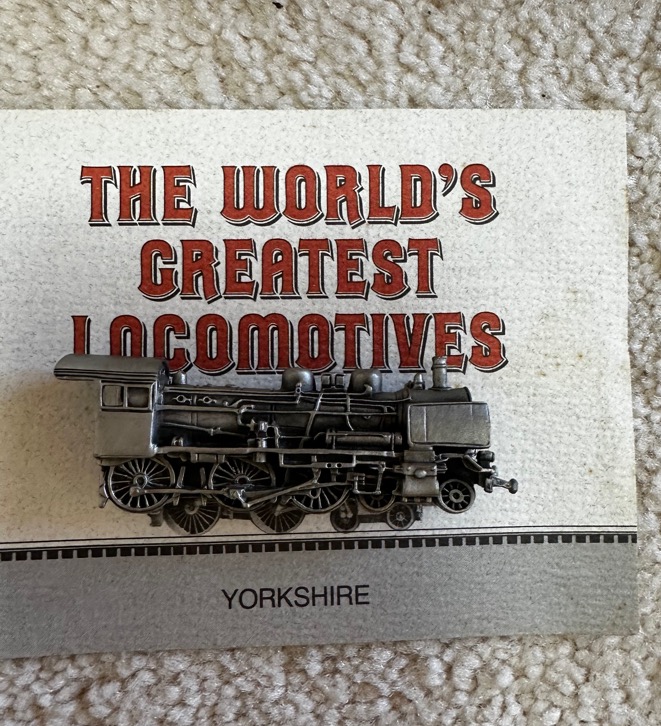 THE WORLD'S
GREATEST
LOCOMOTIVES
YORKSHIRE